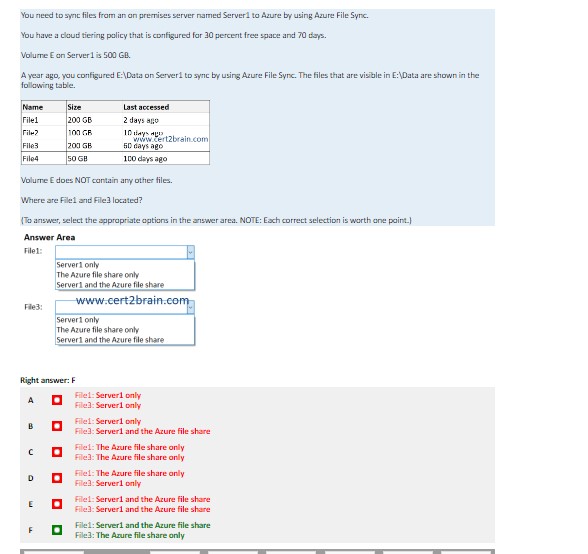 You need to sync files from an on premises server named Server1 to Azure by using Azure File Sync.
You have a cloud tiering policy that is configured for 30 percent free space and 70 days.
Volume E on Server1 is 500 GB.
A year ago, you configured E:\Data on Server1 to sync by using Azure File Sync. The files that are visible in E:\Data are shown in the
following table.
Name Size Last accessed
File1 200 GB 2 days ago
File2 100 GB 10 days ago
www.cert2brain.com
File3 200 GB 60 days ago
File4 50 GB 100 days ago
Volume E does NOT contain any other files.
Where are File1 and File3 located?
(To answer, select the appropriate options in the answer area. NOTE: Each correct selection is worth one point.)
Answer Area
File1:
Server1 only
The Azure file share only
Server1 and the Azure file share
www.cert2brain.com
File3:
Server1 only
The Azure file share only
Server1 and the Azure file share
Right answer: F
A File1: Server1 only
File3: Server1 only
B File1: Server1 only
File3: Server1 and the Azure file share
C File1: The Azure file share only
File3: The Azure file share only
D File1: The Azure file share only
File3: Server1 only
E File1: Server1 and the Azure file share
File3: Server1 and the Azure file share
F File1: Server1 and the Azure file share
File3: The Azure file share only